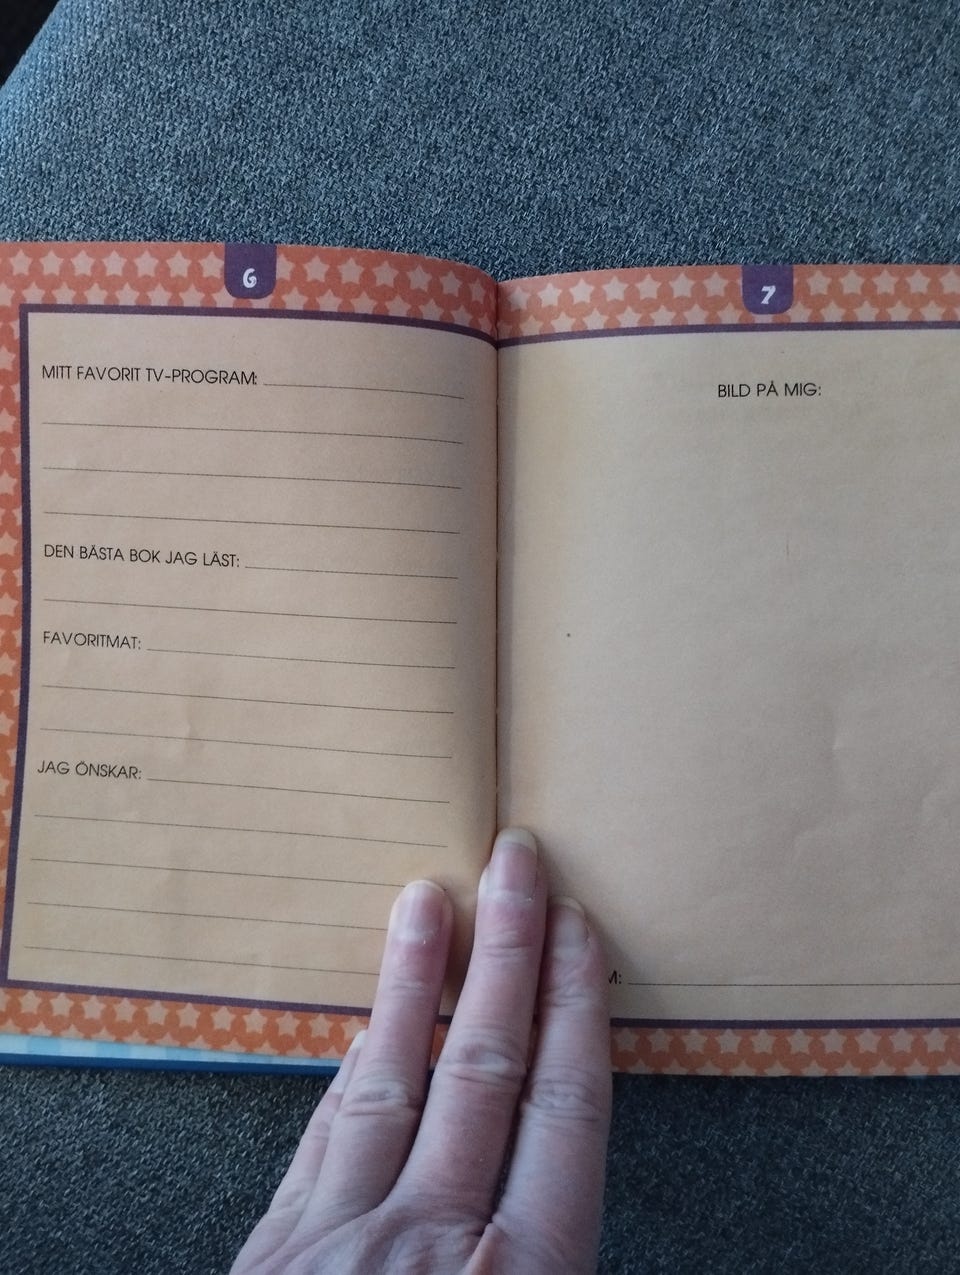 6
MITT FAVORIT TV-PROGRAM:
DEN BÄSTA BOK JAG LÄST:
FAVORITMAT:
JAG ÖNSKAR:
7
BILD PÅ MIG:
M: